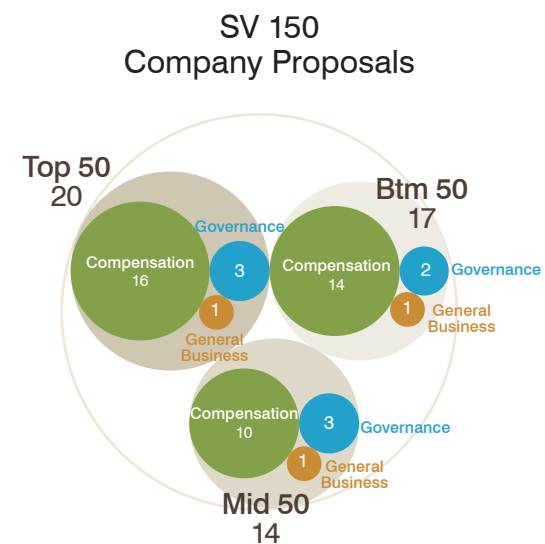 SV 150
Company Proposals
Top 50
20
Governance
Compensation
16
3
1
General
Business
Btm 50
17
Compensation
14
2
Governance
1
General
Business
Compensation
10
3
Governance
1
General
Business
Mid 50
14